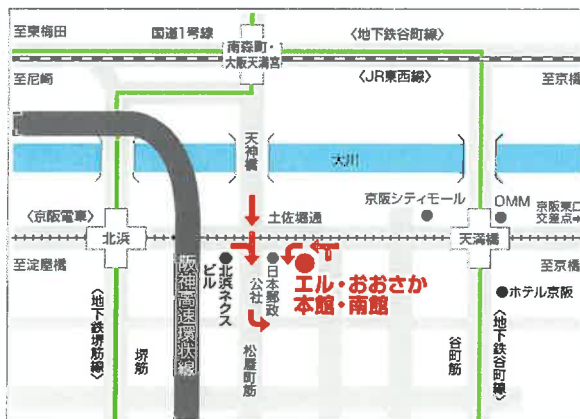 至東梅田
国道1号線
南森町・
大阪天満宮
〈地下鉄谷町線〉
至尼崎
〈JR東西線〉
至京橋
天神橋
大川
〈京阪電車〉
北浜
土佐堀通
京阪シティモール
OMM
京阪東口
交差点➡
天満橋
至淀屋橋
至京橋
阪神高速環状線
北浜ネクス
ビル
日本郵政
公社
エル・おおさか
本館・南館
ホテル京阪
〈地下鉄堺筋線〉
堺筋
松屋町筋
谷町筋
〈地下鉄谷町線〉